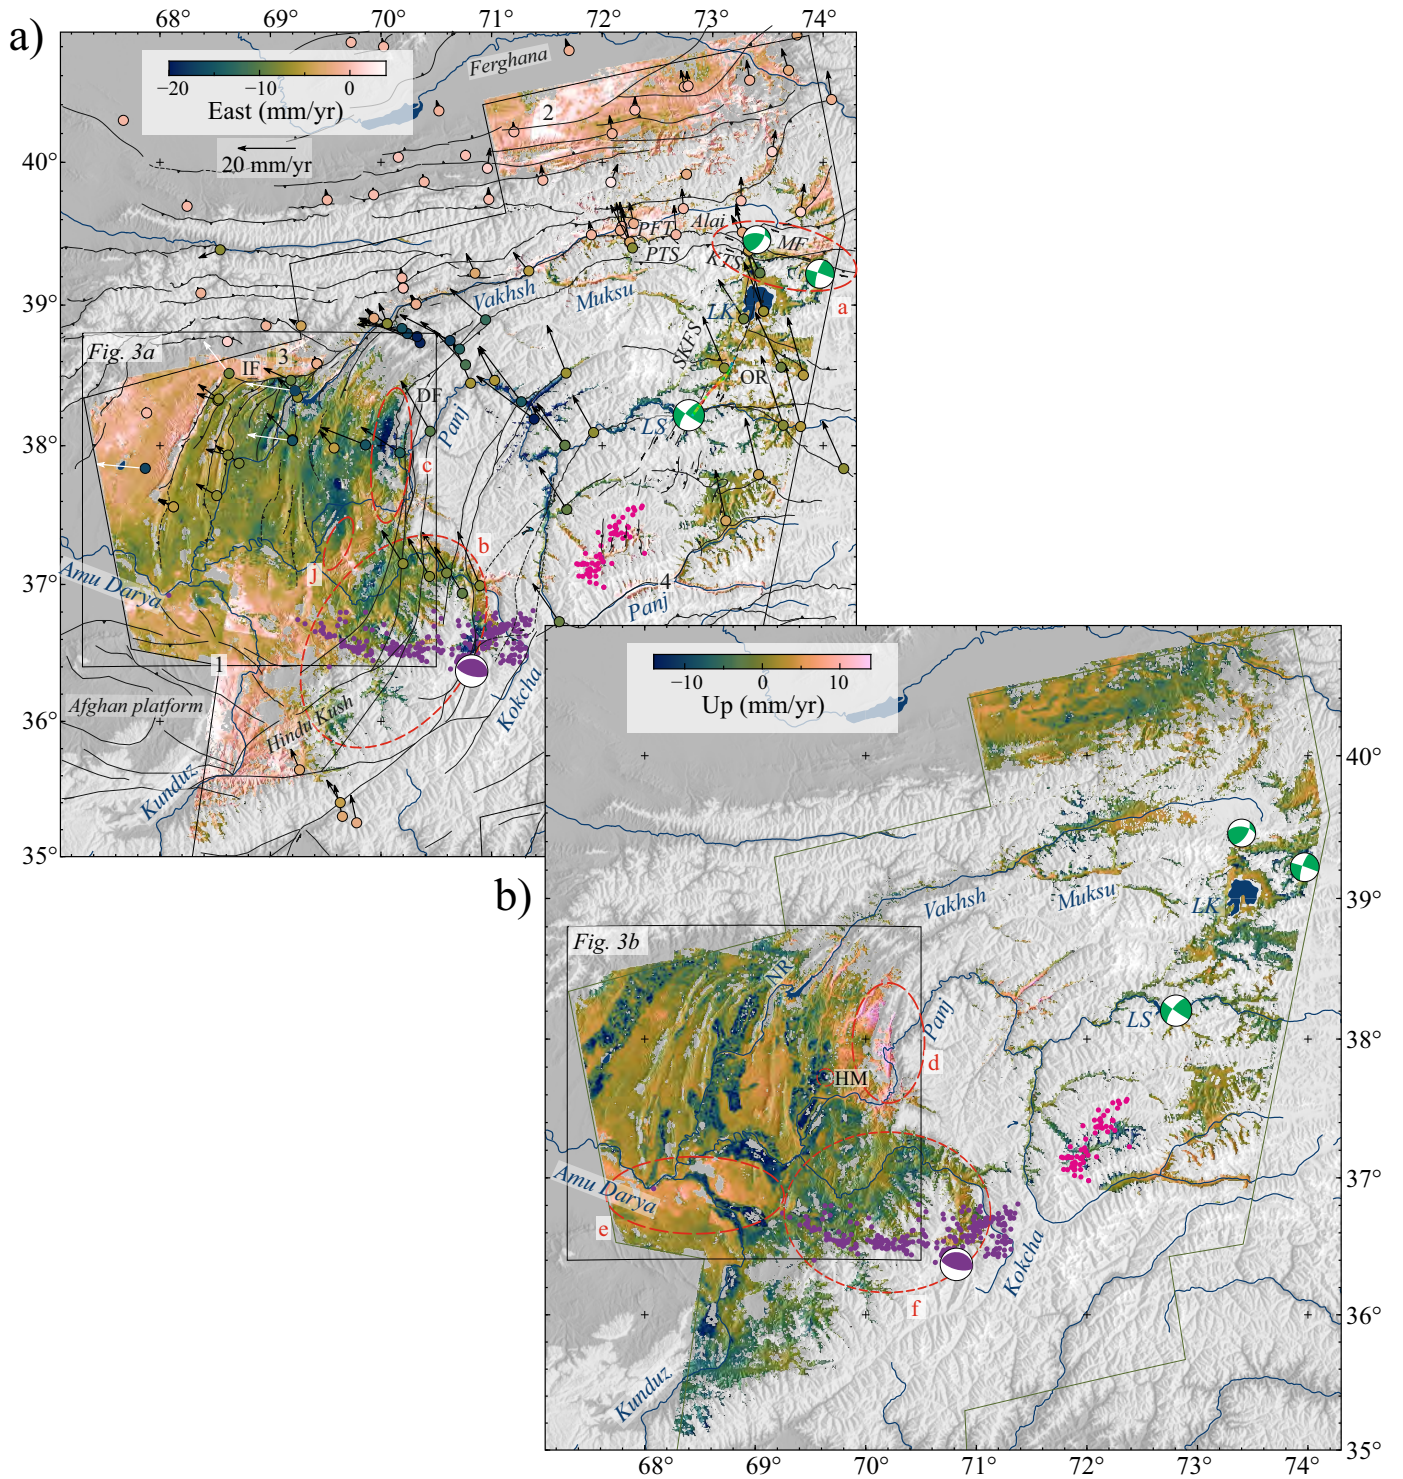 a)
68° 69° 70° 71° 72° 73° 74°
Ferghana
−20 −10 0
East (mm/yr)
2
20 mm/yr
40°
PFT Alai
MF
PTS
KTS
39°
Vakhsh
Muksu
LK
a
SKFS
Fig. 3a
3
IF
OR
DF
Panj
LS
38°
c
b
J
37°
Amu Darya
4
Panj
1
Afghan platform
Hindu Kush
36°
Kokcha
Kunduz
35°
b)
−10 0 10
Up (mm/yr)
40°
39°
Vakhsh
Muksu
LK
Fig. 3b
NR
Panj
LS
38°
d
HM
37°
Amu Darya
e
Kokcha
f
36°
Kunduz
35°
68° 69° 70° 71° 72° 73° 74°